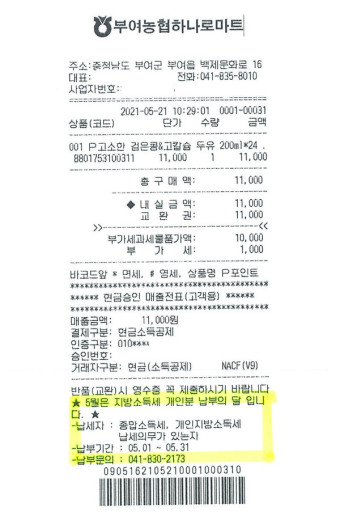 부여농협하나로마트
주소:충청남도 부여군 부여읍 백제문화로 16
대표: 전화:041-835-8010
사업자번호:
2021-05-21 10:29:01 0001-00031
상품(코드) 단가 수량 금액
001 P고소한 검은콩&고칼슘 두유 200ml*24 .
8801753100311 11,000 1 11,000
총 구 매 액: 11,000
◆ 내 실 금 액: 11,000
교 환 권: 11,000
>>------------------------<<
부가세과세물품가액: 10,000
부 가 세: 1,000
바코드앞 * 면세, # 영세, 상품명 P포인트
****** 현금승인 매출전표(고객용) ******
매출금액: 11,000원
결제구분: 현금소득공제
인증구분: 010****
승인번호:
거래자구분: 현금(소득공제) NACF(V9)
반품(교환)시 영수증 꼭 제출하시기 바랍니다
★ 5월은 지방소득세 개인분 납부의 달 입니
다. ★
-납세자 : 종합소득세, 개인지방소득세
납세의무가 있는자
-납부기간 : 05.01 ~ 05.31
-납부문의 : 041-830-2173
09051621052100010003​10